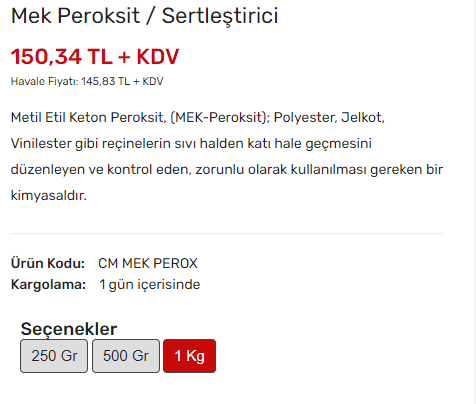 Mek Peroksit / Sertleştirici
150,34 TL + KDV
Havale Fiyatı: 145,83 TL + KDV
Metil Etil Keton Peroksit, (MEK-Peroksit); Polyester, Jelkot,
Vinilester gibi reçinelerin sıvı halden katı hale geçmesini
düzenleyen ve kontrol eden, zorunlu olarak kullanılması gereken bir
kimyasaldır.
Ürün Kodu: CM MEK PEROX
Kargolama: 1 gün içerisinde
Seçenekler
250 Gr 500 Gr 1 Kg